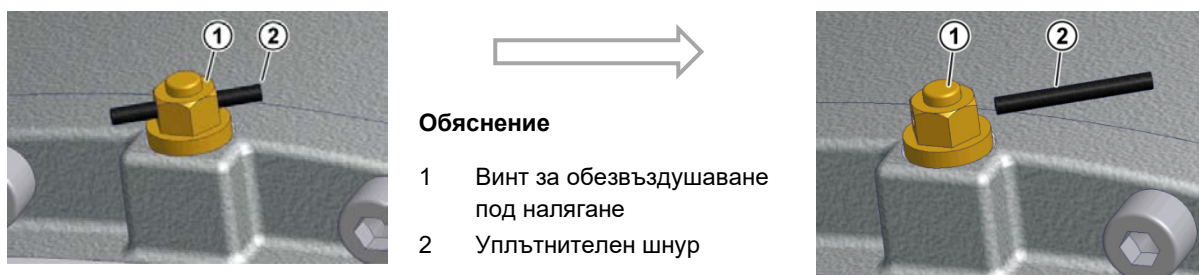 1 2
Обяснение
1 Винт за обезвъздушаване
под налягане
2 Уплътнителен шнур
1 2